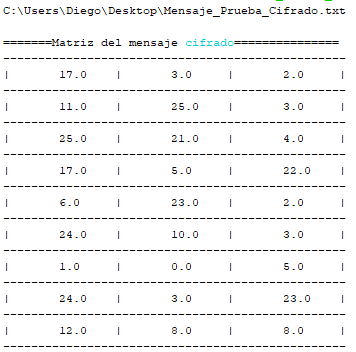 C:\Users\Diego\Desktop\Mensaje_Prueba_Cifrado.txt
=======Matriz del mensaje cifrado===============
------------------------------------------------
| 17.0 | 3.0 | 2.0 |
------------------------------------------------
| 11.0 | 25.0 | 3.0 |
------------------------------------------------
| 25.0 | 21.0 | 4.0 |
------------------------------------------------
| 17.0 | 5.0 | 22.0 |
------------------------------------------------
| 6.0 | 23.0 | 2.0 |
------------------------------------------------
| 24.0 | 10.0 | 3.0 |
------------------------------------------------
| 1.0 | 0.0 | 5.0 |
------------------------------------------------
| 24.0 | 3.0 | 23.0 |
------------------------------------------------
| 12.0 | 8.0 | 8.0 |
------------------------------------------------